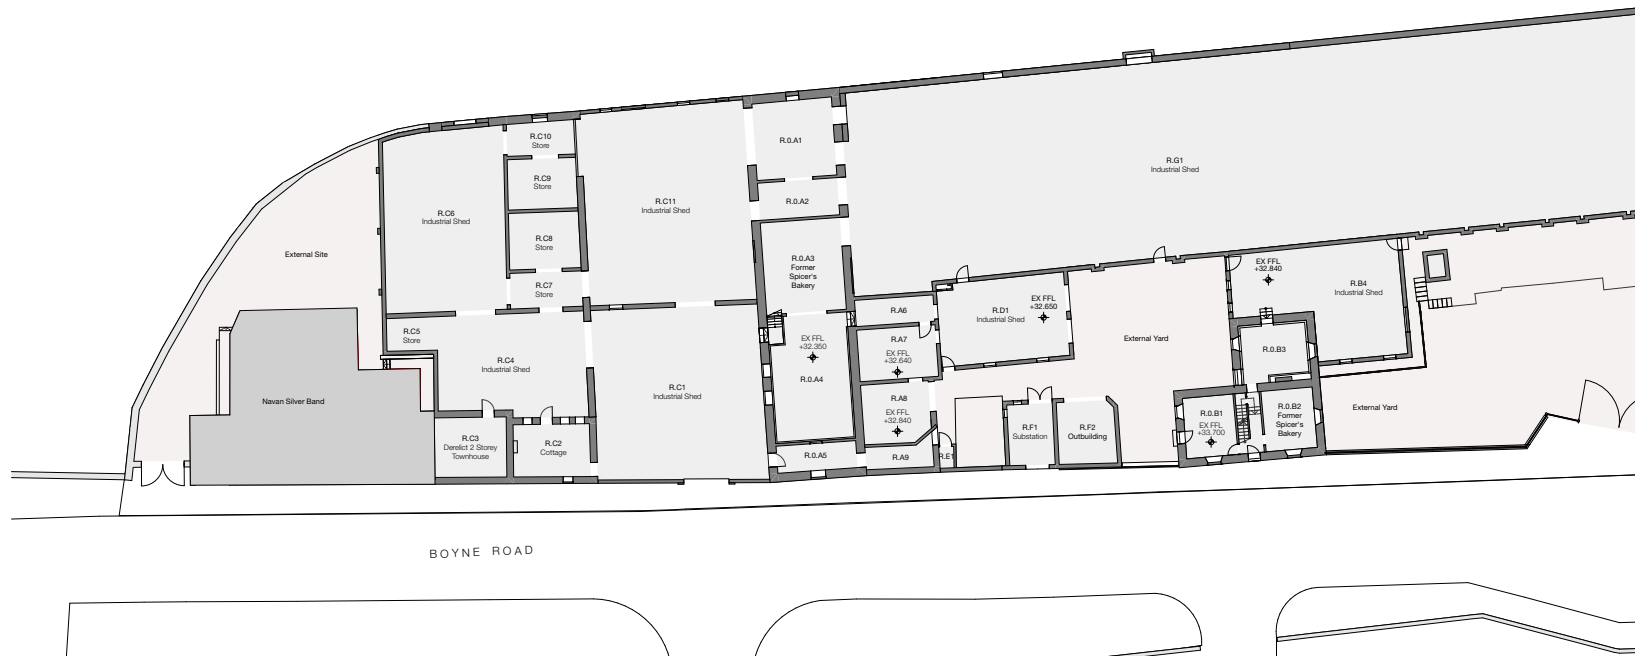 R.C10
Store
R.0.A1
R.G1
Industrial Shed
R.C9
Store
R.C6
Industrial Shed
R.C11
Industrial Shed
R.0.A2
R.C8
Store
External Site
R.0.A3
Former
Spicer's
Bakery
EX FFL
+32.840
R.B4
Industrial Shed
R.C7
Store
EX FFL
+32.650
R.D1
Industrial Shed
R.A6
R.C5
Store
R.A7
EX FFL
+32.640
EX FFL
+32.350
External Yard
R.0.B3
R.C4
Industrial Shed
R.0.A4
R.C1
Industrial Shed
Navan Silver Band
R.A8
EX FFL
+32.840
R.0.B1
EX FFL
+33.700
R.0.B2
Former
Spicer's
Bakery
External Yard
R.F1
Substation
R.F2
Outbuilding
R.C3
Derelict 2 Storey
Townhouse
R.C2
Cottage
R.0.A5
R.A9
R.E1
BOYNE ROAD